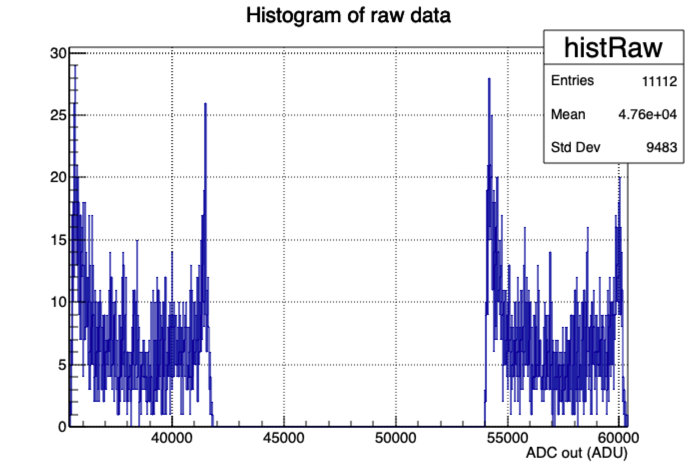 Histogram of raw data
histRaw
Entries 11112
Mean 4.76e+04
Std Dev 9483
30
25
20
15
10
5
0
40000 45000 50000 55000 60000
ADC out (ADU)